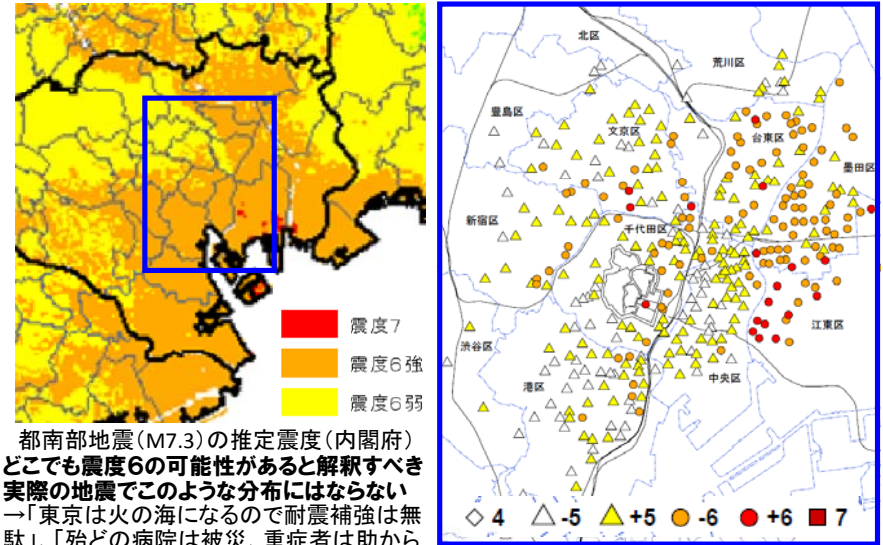 震度7
震度6強
震度6弱
都南部地震(M7.3)の推定震度(内閣府)
どこでも震度6の可能性があると解釈すべき
実際の地震でこのような分布にはならない
→「東京は火の海になるので耐震補強は無
駄」、「殆どの病院は被災、重症者は助から
北区
荒川区
豊島区
文京区
台東区
墨田区
新宿区
千代田区
江東区
渋谷区
中央区
港区
4 -5 +5 -6 +6 7